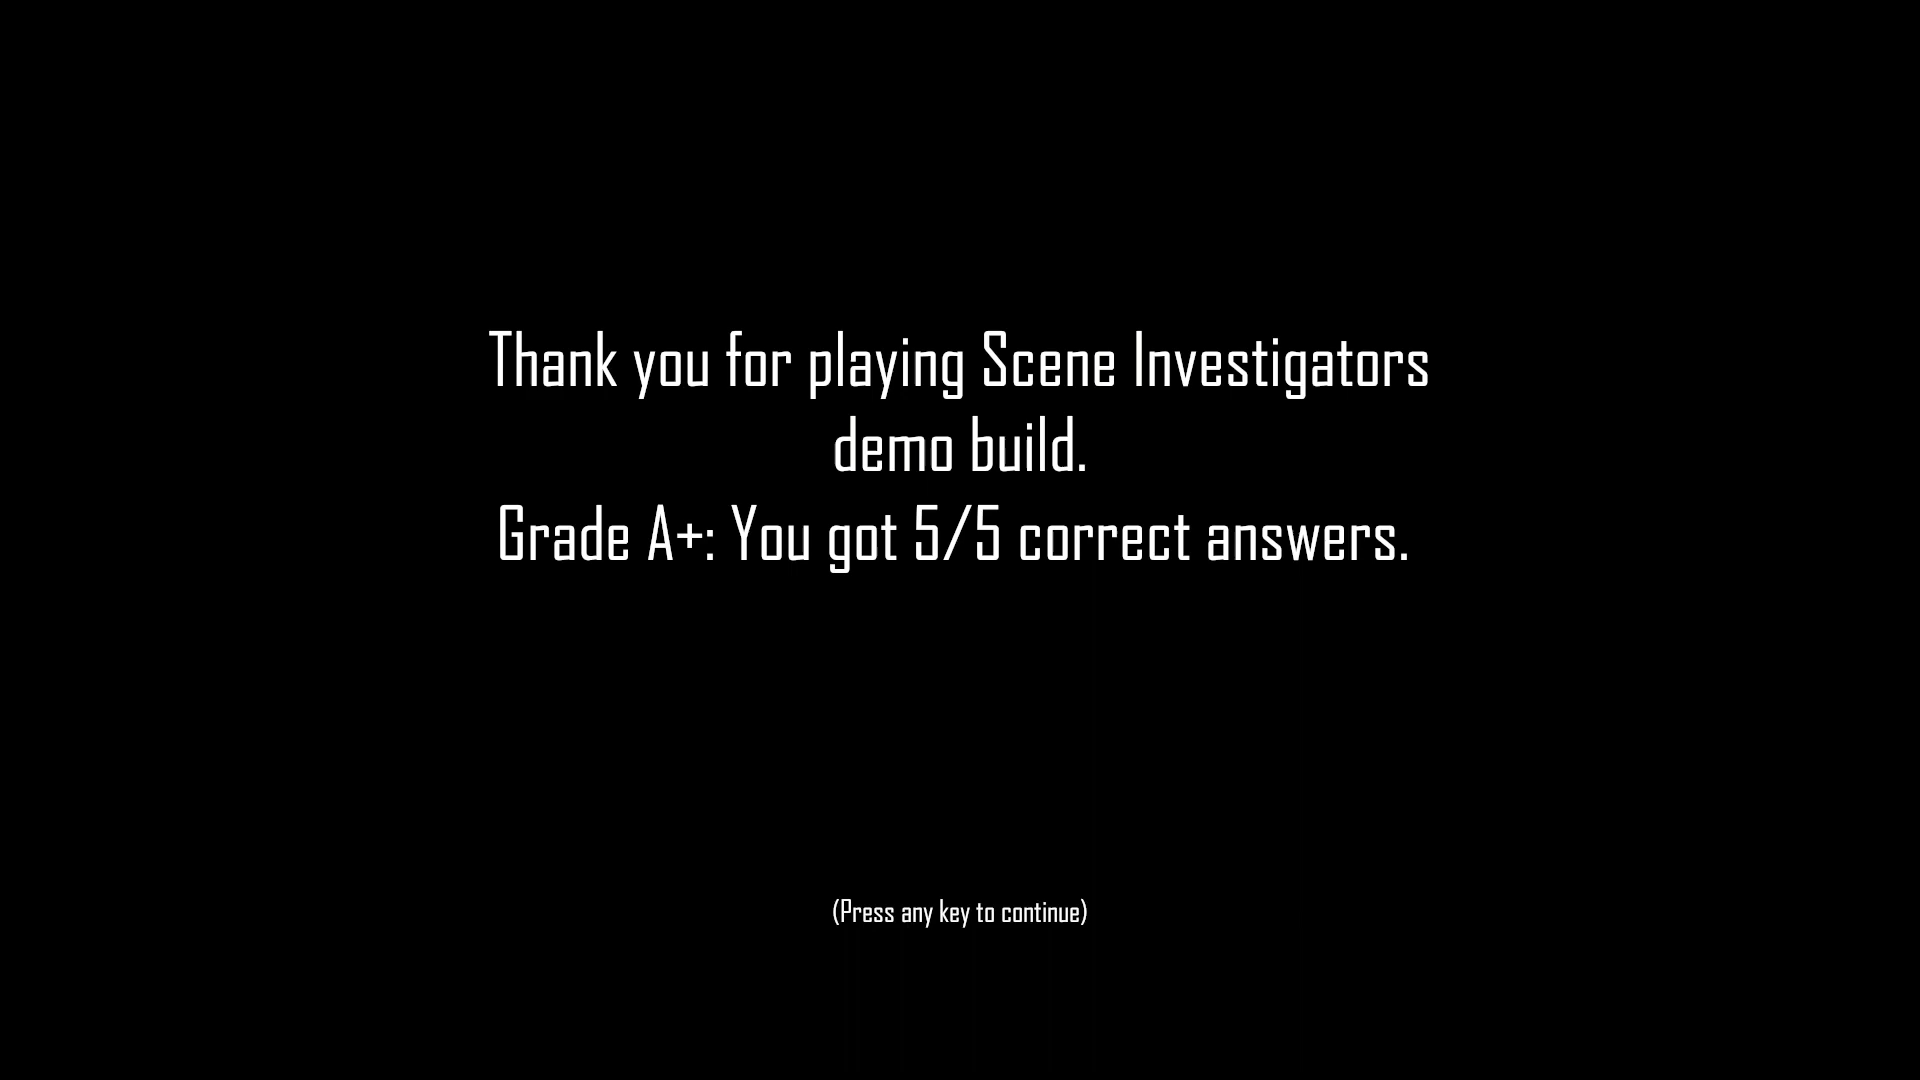 Thank you for playing Scene Investigators
demo build.
Grade A+: You got 5/5 correct answers.
(Press any key to continue)